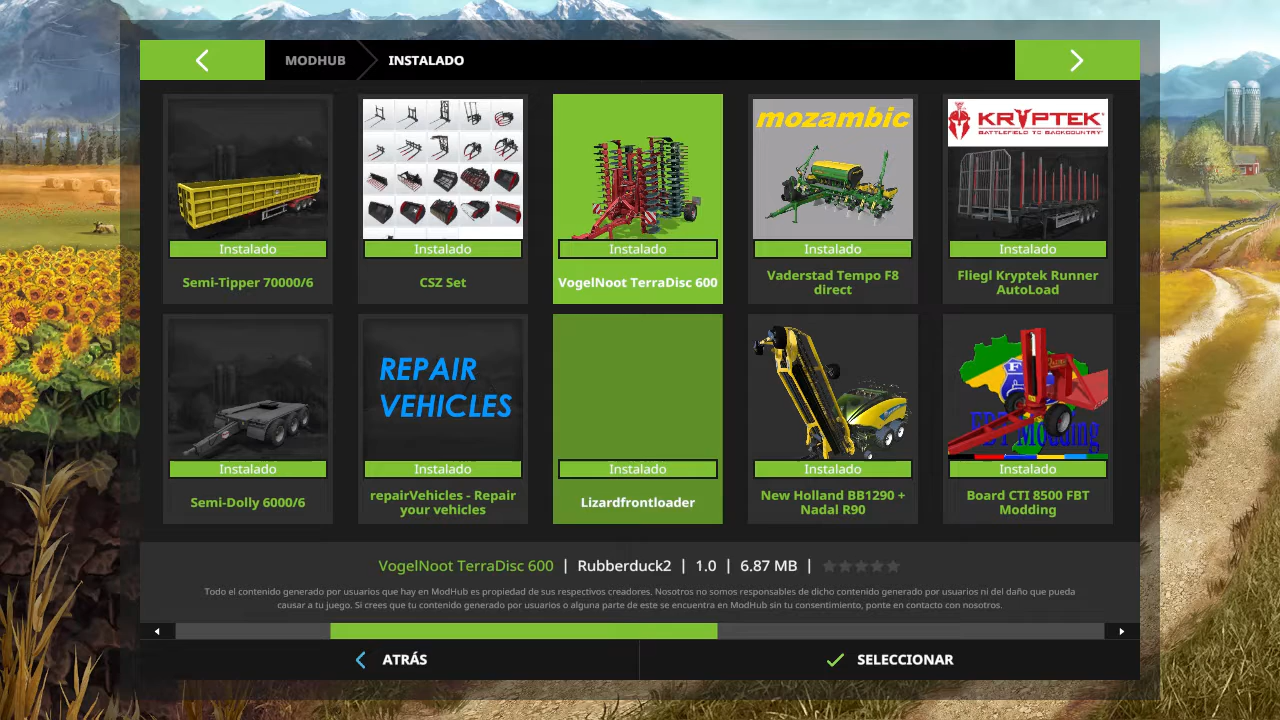 MODHUB
INSTALADO
Instalado
Semi-Tipper 70000/6
Instalado
CSZ Set
Instalado
VogelNoot TerraDisc 600
mozambic
Instalado
Vaderstad Tempo F8
direct
KRYPTEK
BATTLEFIELD TO BACKCOUNTRY
Instalado
Fliegl Kryptek Runner
AutoLoad
Instalado
Semi-Dolly 6000/6
REPAIR
VEHICLES
Instalado
repairVehicles - Repair
your vehicles
Instalado
Lizardfrontloader
Instalado
New Holland BB1290 +
Nadal R90
FBT Modding
Instalado
Board CTI 8500 FBT
Modding
VogelNoot TerraDisc 600 | Rubberduck2 | 1.0 | 6.87 MB |
Todo el contenido generado por usuarios que hay en ModHub es propiedad de sus respectivos creadores. Nosotros no somos responsables de dicho contenido generado por usuarios ni del daño que pueda
causar a tu juego. Si crees que tu contenido generado por usuarios o alguna parte de este se encuentra en ModHub sin tu consentimiento, ponte en contacto con nosotros.
ATRÁS
SELECCIONAR